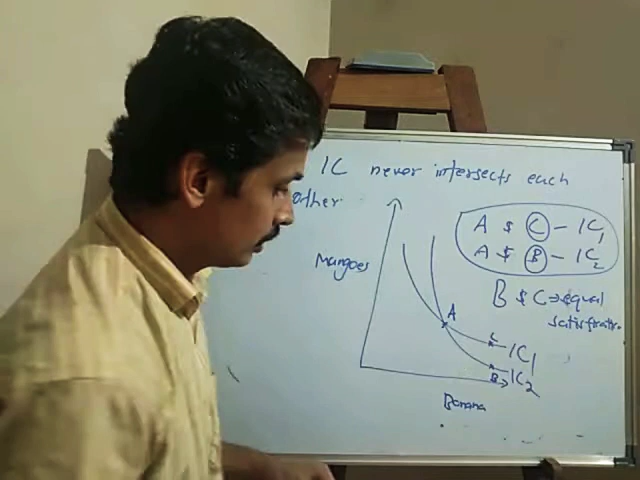 IC never intersects each
other.
A & C - IC1
A & B - IC2
Mangoes
B & C → equal
satisfaction
A
C
IC1
B
IC2
Banana